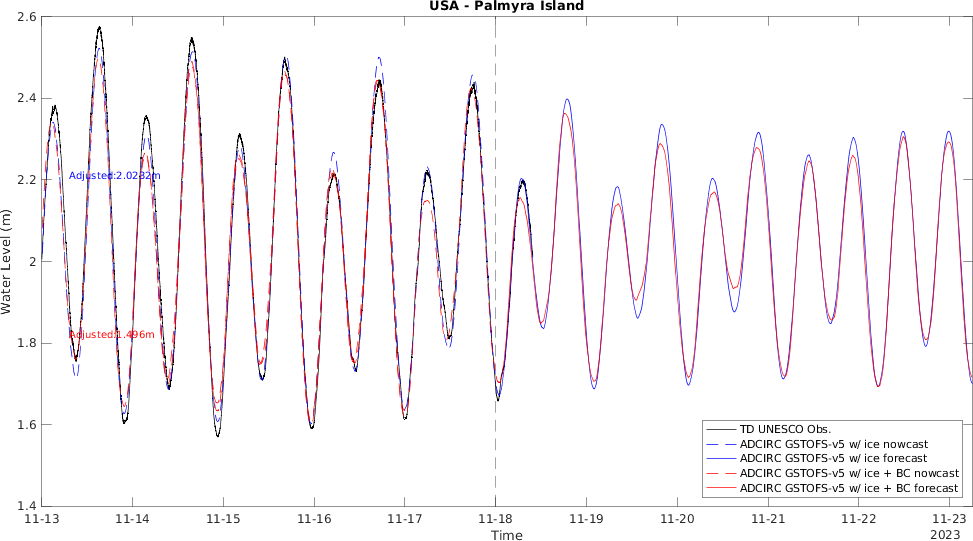 USA - Palmyra Island
2.6
2.4
2.2
2
1.8
1.6
1.4
Water Level (m)
Adjusted:2.0282m
Adjusted:1.496m
TD UNESCO Obs.
ADCIRC GSTOFS-v5 w/ ice nowcast
ADCIRC GSTOFS-v5 w/ ice forecast
ADCIRC GSTOFS-v5 w/ ice + BC nowcast
ADCIRC GSTOFS-v5 w/ ice + BC forecast
11-13 11-14 11-15 11-16 11-17 11-18 11-19 11-20 11-21 11-22 11-23
Time
2023